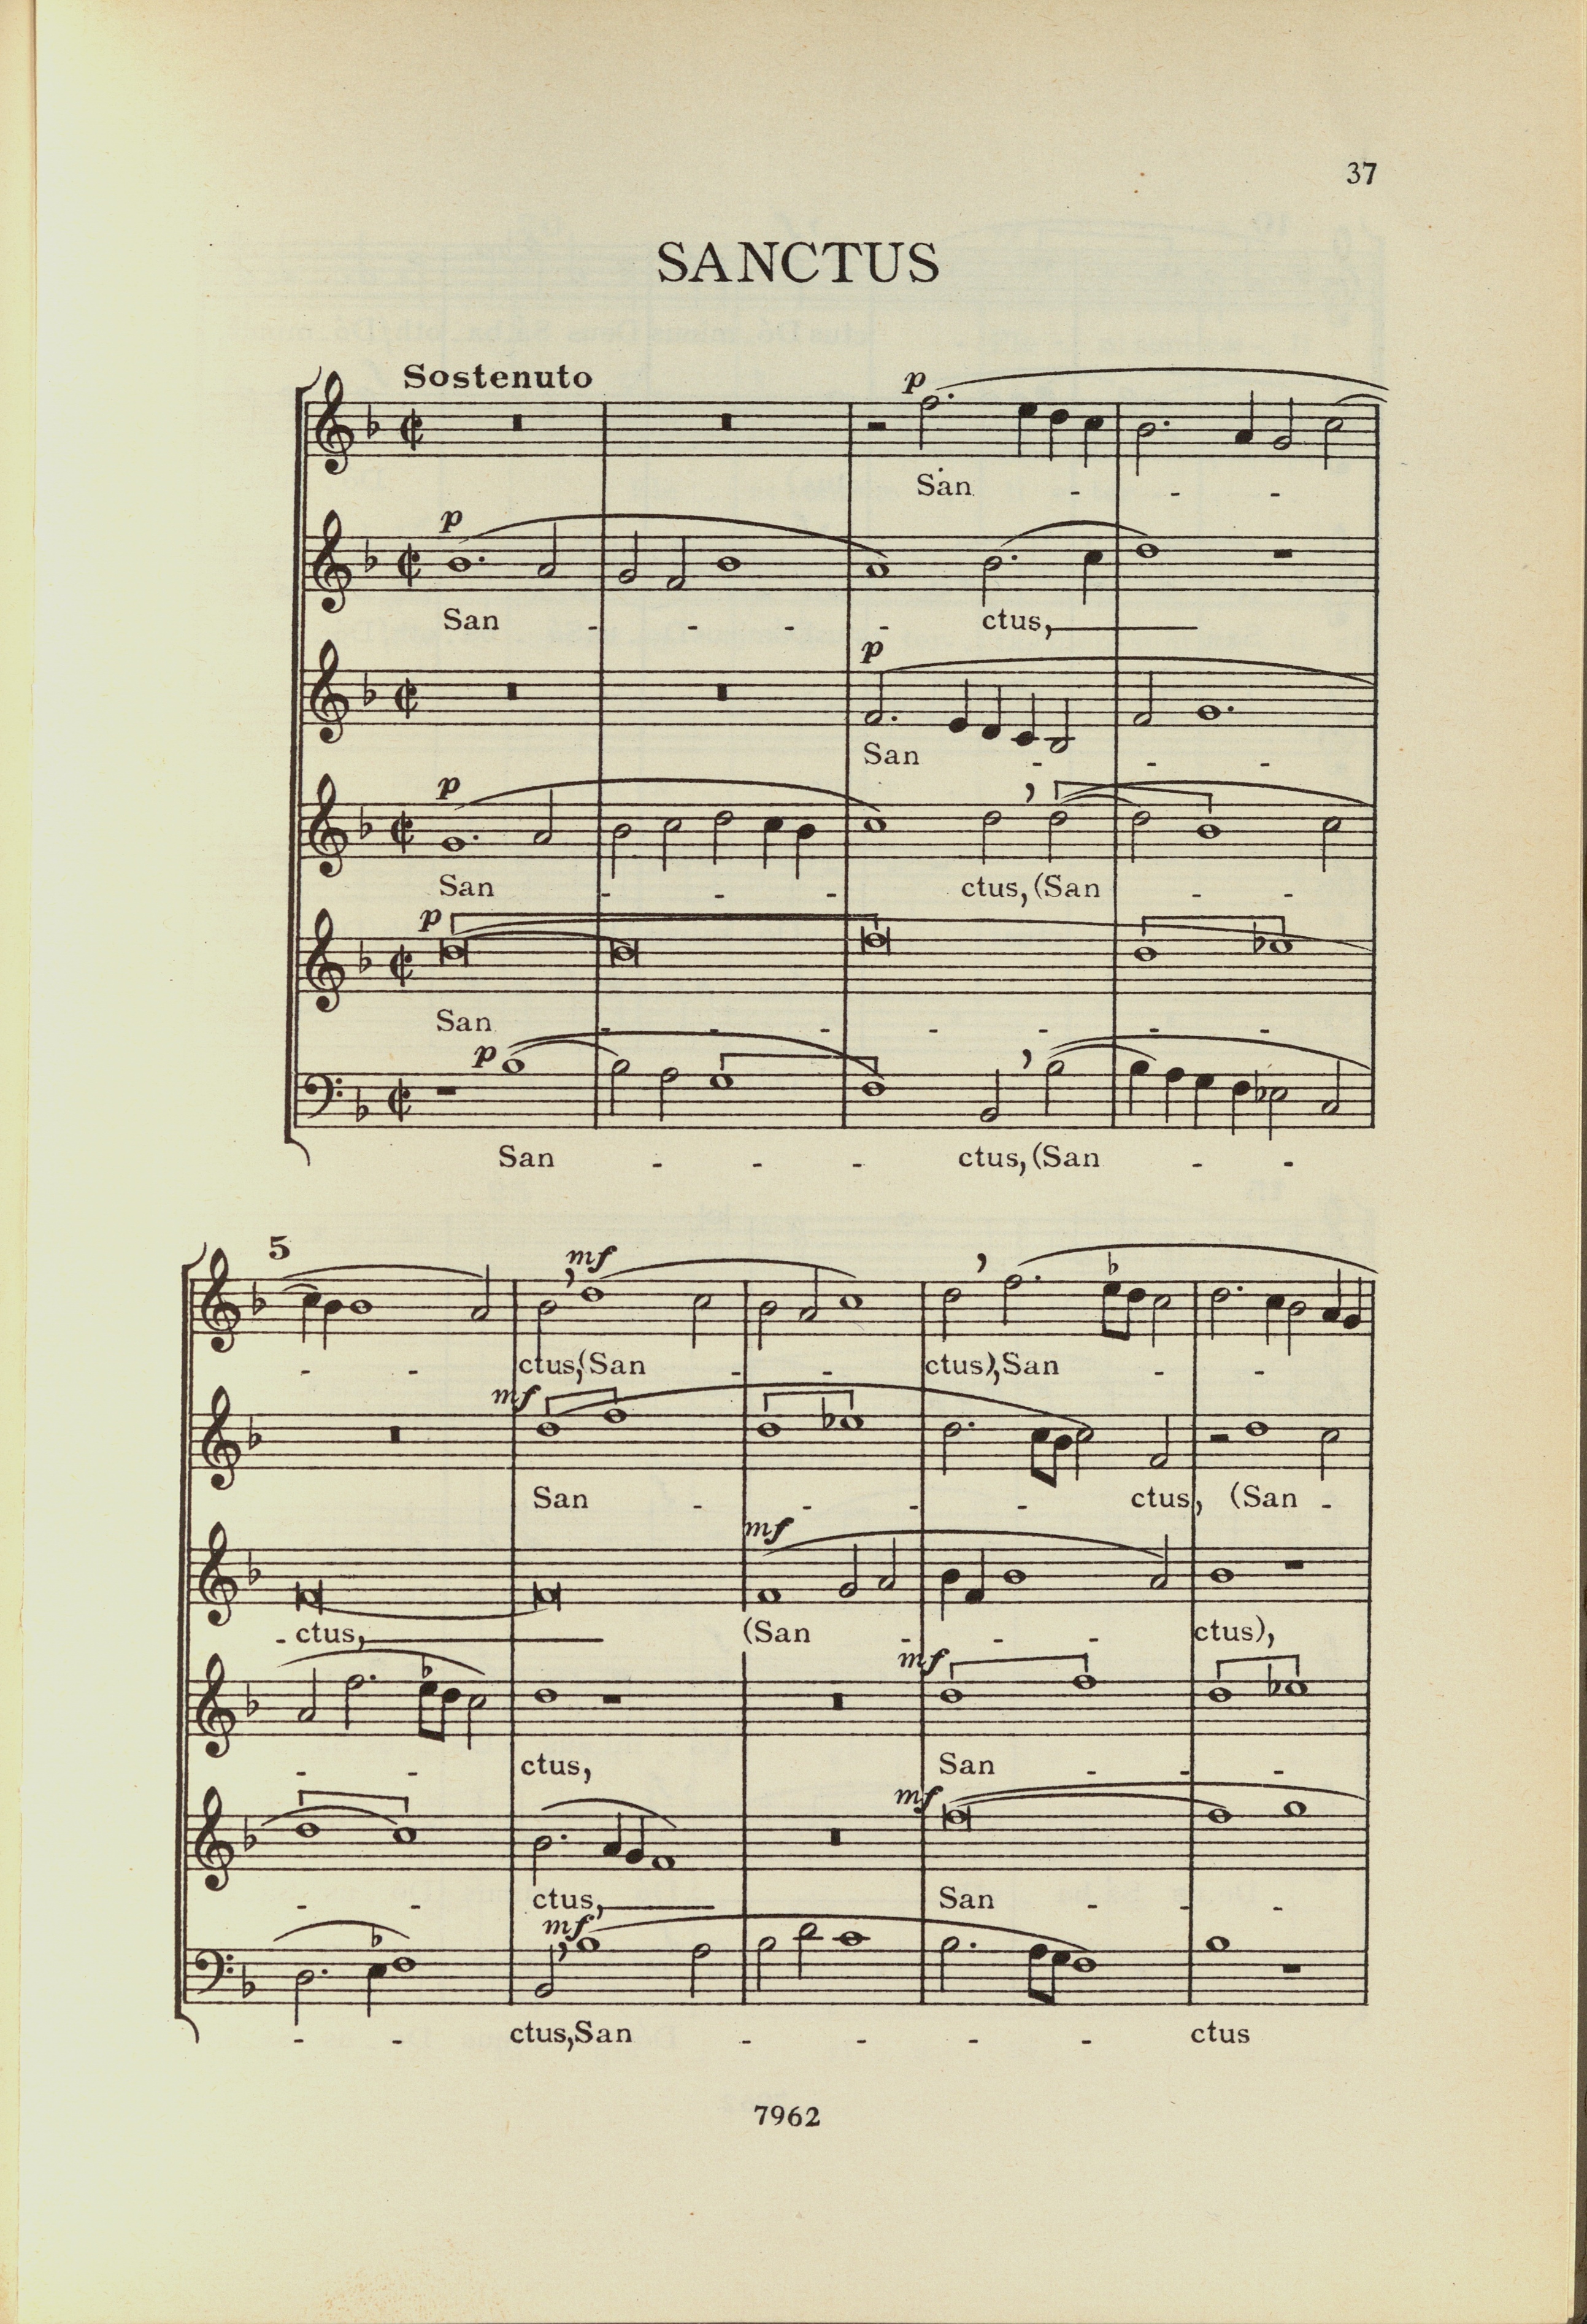 37
SANCTUS
Sostenuto
p
San - - -
p
San - - - - ctus,
p
San - - -
p
San - - - ctus, (San - -
p
San - - - - - - -
p
San - - - ctus, (San - -
5
mf
- - ctus, (San - - ctus), San - -
mf
San - - - - ctus, (San -
mf
- ctus, (San - - - ctus),
mf
- - ctus, San - - -
mf
- - ctus, San - - -
mf
- - ctus, San - - - - ctus
7962